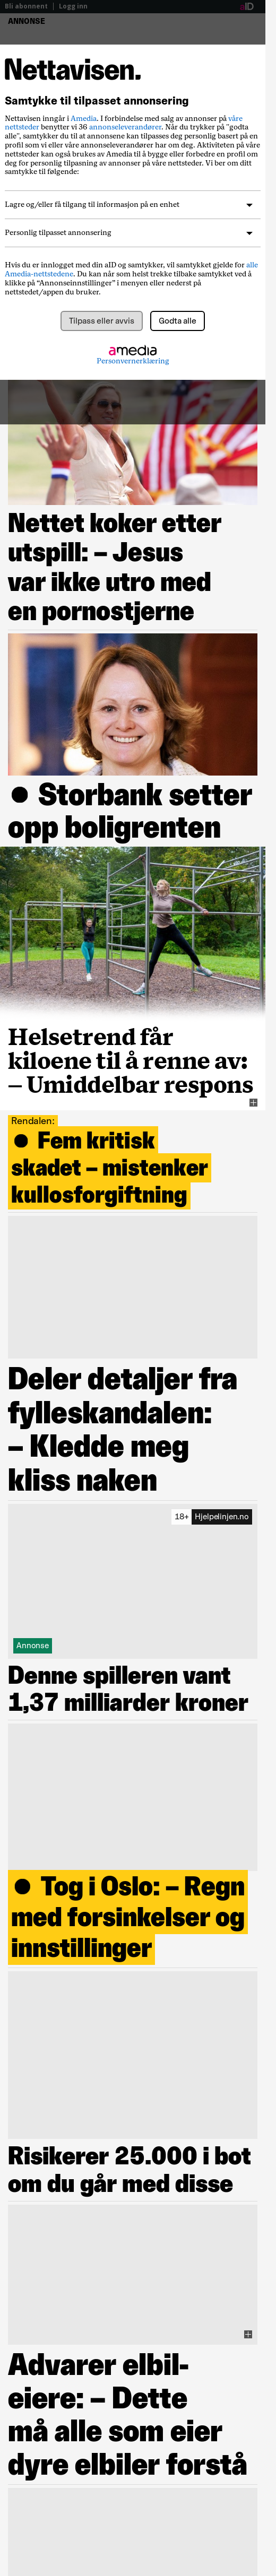 Bli abonnent | Logg inn
aID
ANNONSE
Nettavisen.
Samtykke til tilpasset annonsering
Nettavisen inngår i Amedia. I forbindelse med salg av annonser på våre
nettsteder benytter vi 36 annonseleverandører. Når du trykker på "godta
alle", samtykker du til at annonsene kan tilpasses deg personlig basert på en
profil som vi eller våre annonseleverandører har om deg. Aktiviteten på våre
nettsteder kan også brukes av Amedia til å bygge eller forbedre en profil om
deg for personlig tilpasning av annonser på våre nettsteder. Vi ber om ditt
samtykke til følgende:
Lagre og/eller få tilgang til informasjon på en enhet
Personlig tilpasset annonsering
Hvis du er innlogget med din aID og samtykker, vil samtykket gjelde for alle
Amedia-nettstedene. Du kan når som helst trekke tilbake samtykket ved å
klikke på “Annonseinnstillinger” i menyen eller nederst på
nettstedet/appen du bruker.
Tilpass eller avvis
Godta alle
amedia
Personvernerklæring
Nettet koker etter
utspill: – Jesus
var ikke utro med
en pornostjerne
● Storbank setter
opp boligrenten
Helsetrend får
kiloene til å renne av:
– Umiddelbar respons
Rendalen:
● Fem kritisk
skadet – mistenker
kullosforgiftning
Deler detaljer fra
fylleskandalen:
– Kledde meg
kliss naken
18+ Hjelpelinjen.no
Annonse
Denne spilleren vant
1,37 milliarder kroner
● Tog i Oslo: – Regn
med forsinkelser og
innstillinger
Risikerer 25.000 i bot
om du går med disse
Advarer elbil-
eiere: – Dette
må alle som eier
dyre elbiler forstå